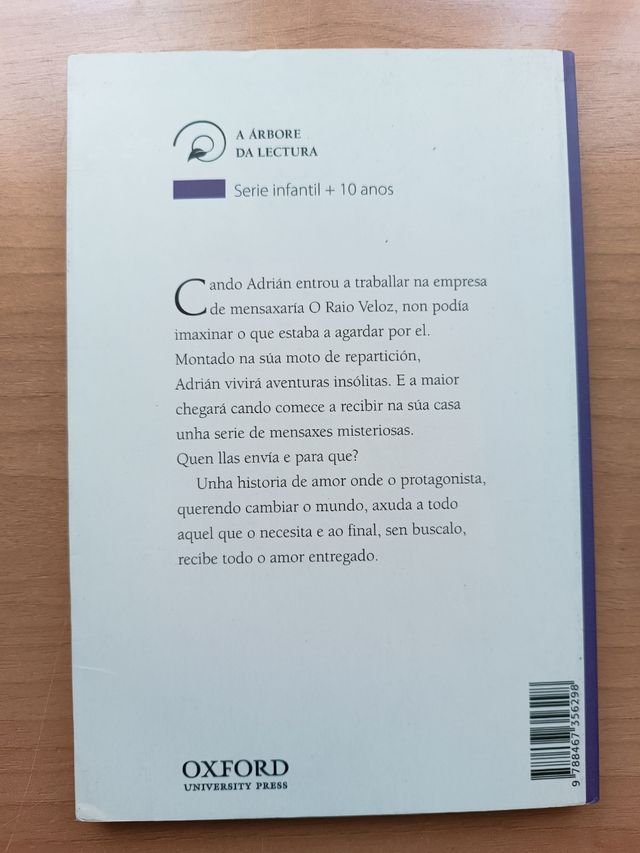 A ÁRBORE
DA LECTURA
Serie infantil + 10 anos
Cando Adrián entrou a traballar na empresa
de mensaxaría O Raio Veloz, non podía
imaxinar o que estaba a agardar por el.
Montado na súa moto de repartición,
Adrián vivirá aventuras insólitas. E a maior
chegará cando comece a recibir na súa casa
unha serie de mensaxes misteriosas.
Quen llas envía e para que?
Unha historia de amor onde o protagonista,
querendo cambiar o mundo, axuda a todo
aquel que o necesita e ao final, sen buscalo,
recibe todo o amor entregado.
OXFORD
UNIVERSITY PRESS
9 788467 356298